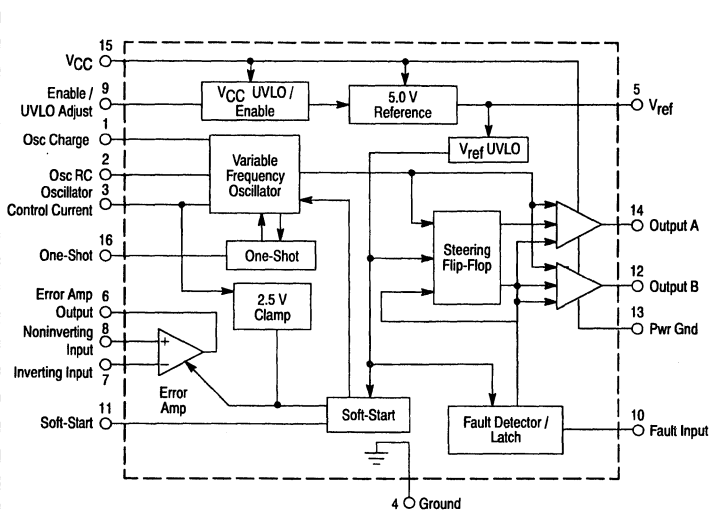 15
VCC
9
Enable /
UVLO Adjust
1
Osc Charge
2
Osc RC
Oscillator
3
Control Current
16
One-Shot
Error Amp
6
Output
8
Noninverting
Input
Inverting Input
7
11
Soft-Start
VCC UVLO /
Enable
5.0 V
Reference
Vref UVLO
Variable
Frequency
Oscillator
One-Shot
2.5 V
Clamp
Steering
Flip-Flop
+
−
Error
Amp
Soft-Start
Fault Detector /
Latch
5
Vref
14
Output A
12
Output B
13
Pwr Gnd
10
Fault Input
4
Ground